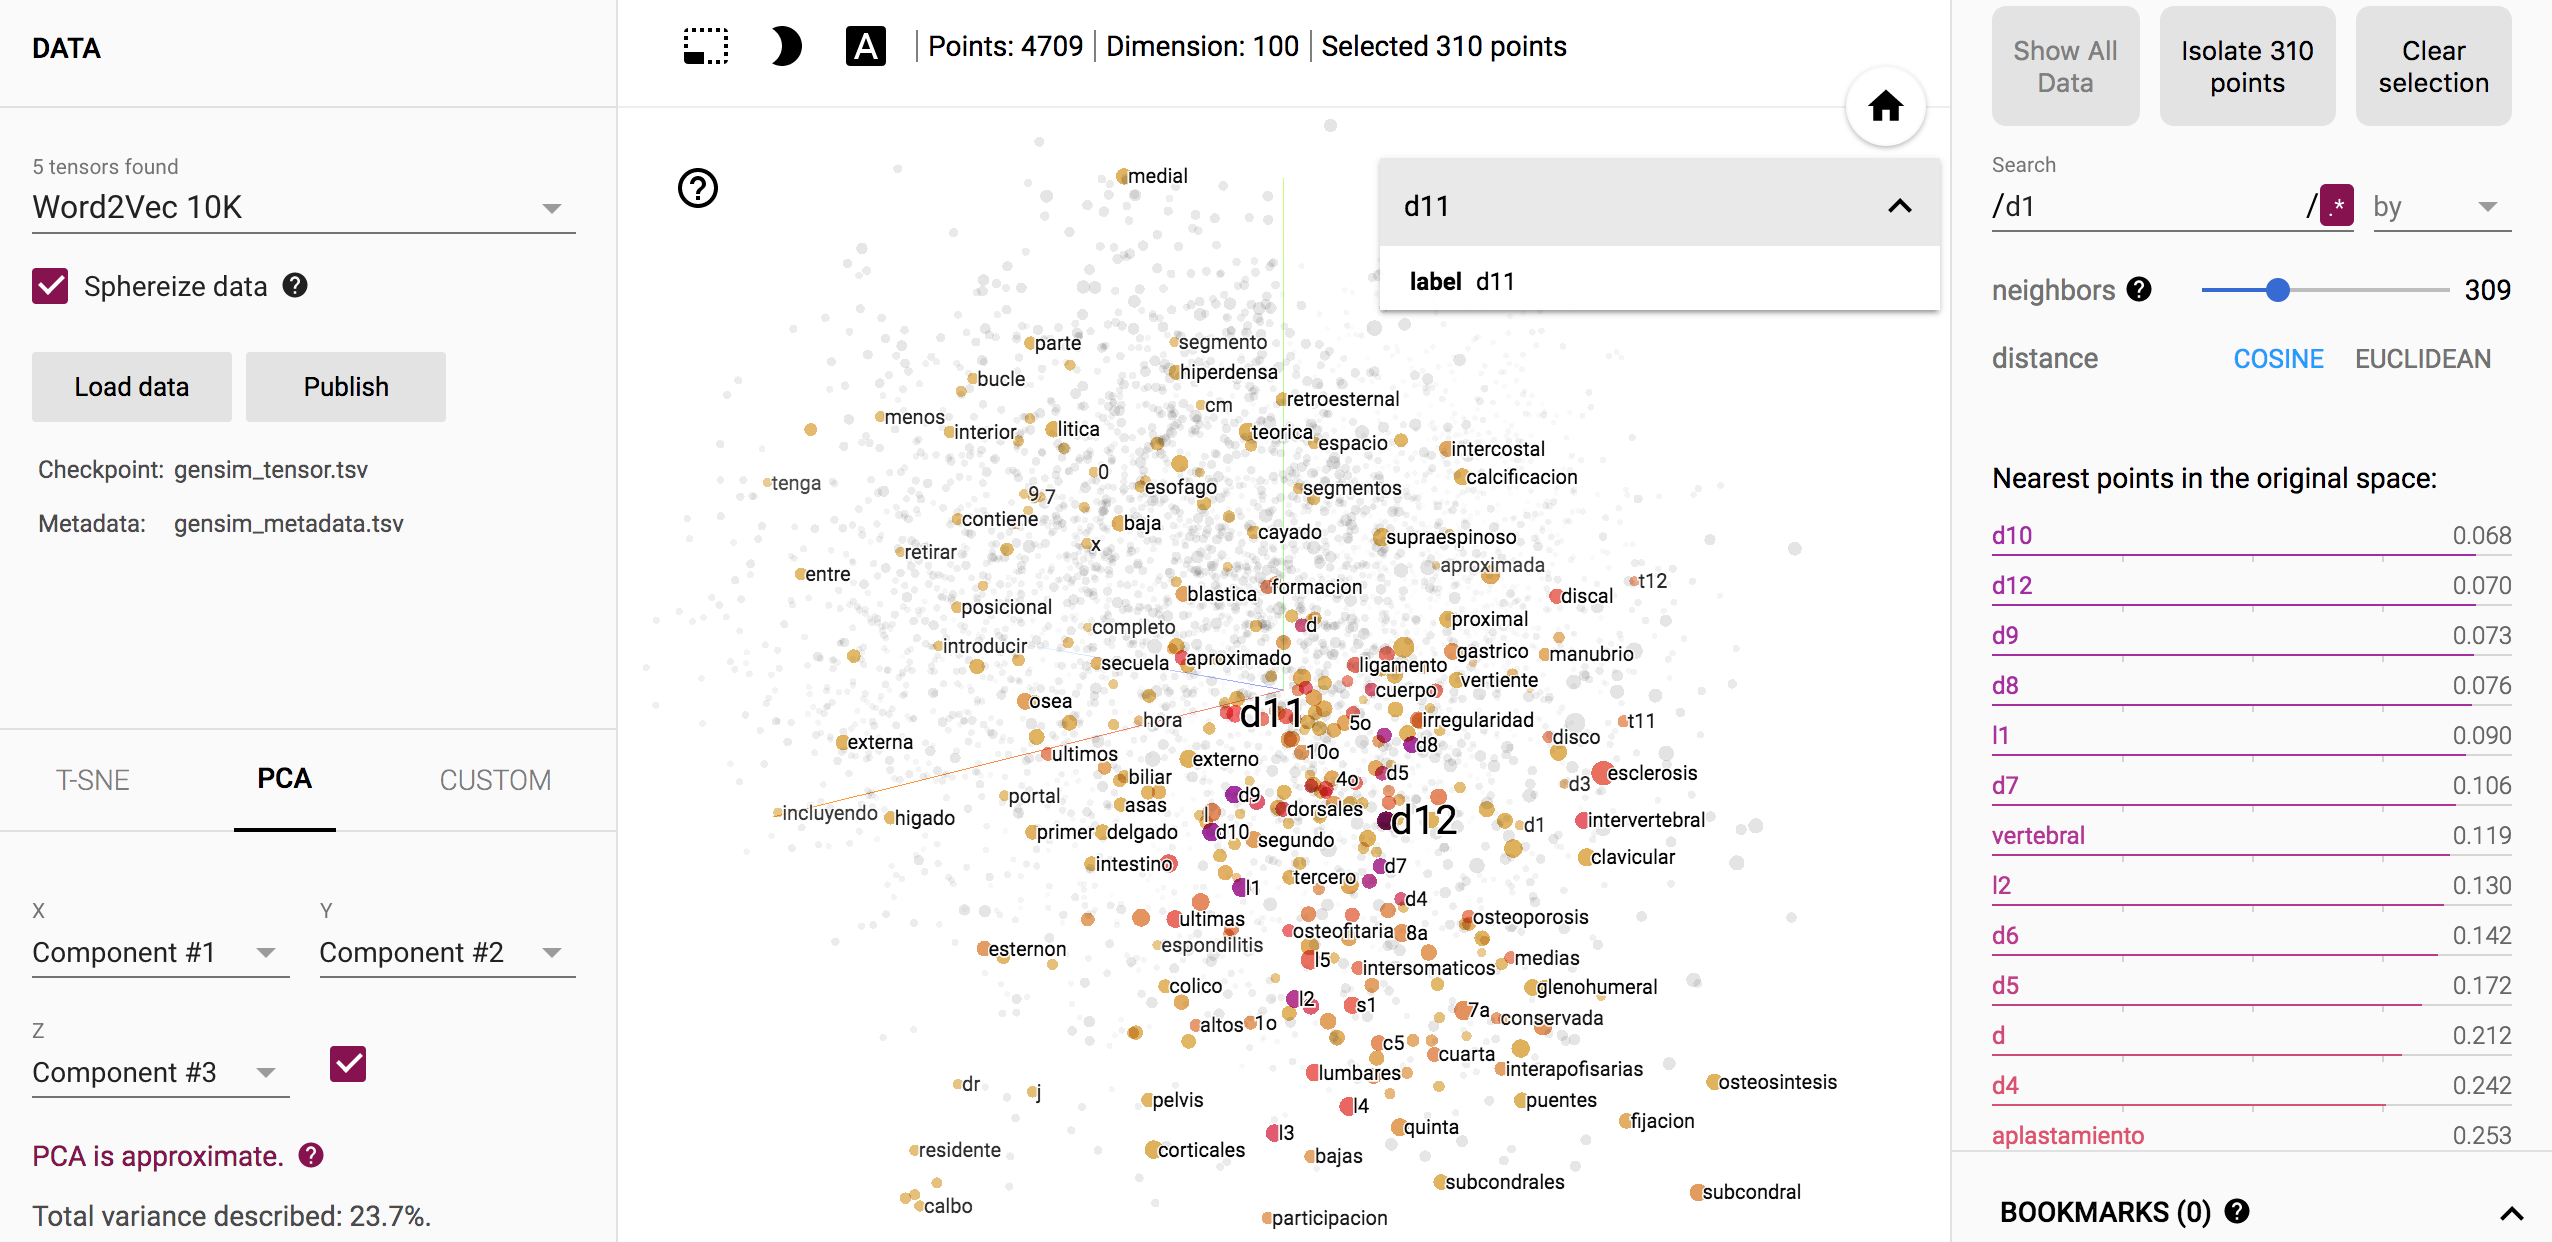 DATA
5 tensors found
Word2Vec 10K
Sphereize data
Load data
Publish
Checkpoint: gensim_tensor.tsv
Metadata: gensim_metadata.tsv
T-SNE
PCA
CUSTOM
X
Component #1
Y
Component #2
Z
Component #3
PCA is approximate.
Total variance described: 23.7%.
A
Points: 4709
Dimension: 100
Selected 310 points
d11
label d11
medial
parte
segmento
bucle
hiperdensa
cm
retroesternal
menos
interior
litica
teorica
espacio
intercostal
0
calcificacion
tenga
9
7
esofago
segmentos
contiene
baja
cayado
supraespinoso
x
retirar
aproximada
entre
blastica
formacion
t12
discal
posicional
d
proximal
completo
introducir
secuela
aproximado
ligamento
gastrico
manubrio
cuerpo
vertiente
osea
d11
hora
5o
irregularidad
t11
externa
disco
d8
ultimos
externo
10o
biliar
4o
d5
esclerosis
d3
portal
asas
d9
dorsales
incluyendo
higado
l
d12
d1
intervertebral
primer
delgado
d10
segundo
intestino
clavicular
d7
tercero
l1
d4
ultimas
osteoporosis
osteofitaria
8a
espondilitis
esternon
l5
intersomaticos
medias
colico
glenohumeral
l2
s1
7a
conservada
altos
1o
c5
cuarta
lumbares
interapofisarias
dr
j
osteosintesis
pelvis
l4
puentes
fijacion
l3
quinta
residente
corticales
bajas
subcondrales
subcondral
calbo
participacion
Show All
Data
Isolate 310
points
Clear
selection
Search
/d1
/
.*
by
neighbors
309
distance
COSINE
EUCLIDEAN
Nearest points in the original space:
d10 0.068
d12 0.070
d9 0.073
d8 0.076
l1 0.090
d7 0.106
vertebral 0.119
l2 0.130
d6 0.142
d5 0.172
d 0.212
d4 0.242
aplastamiento 0.253
BOOKMARKS (0)